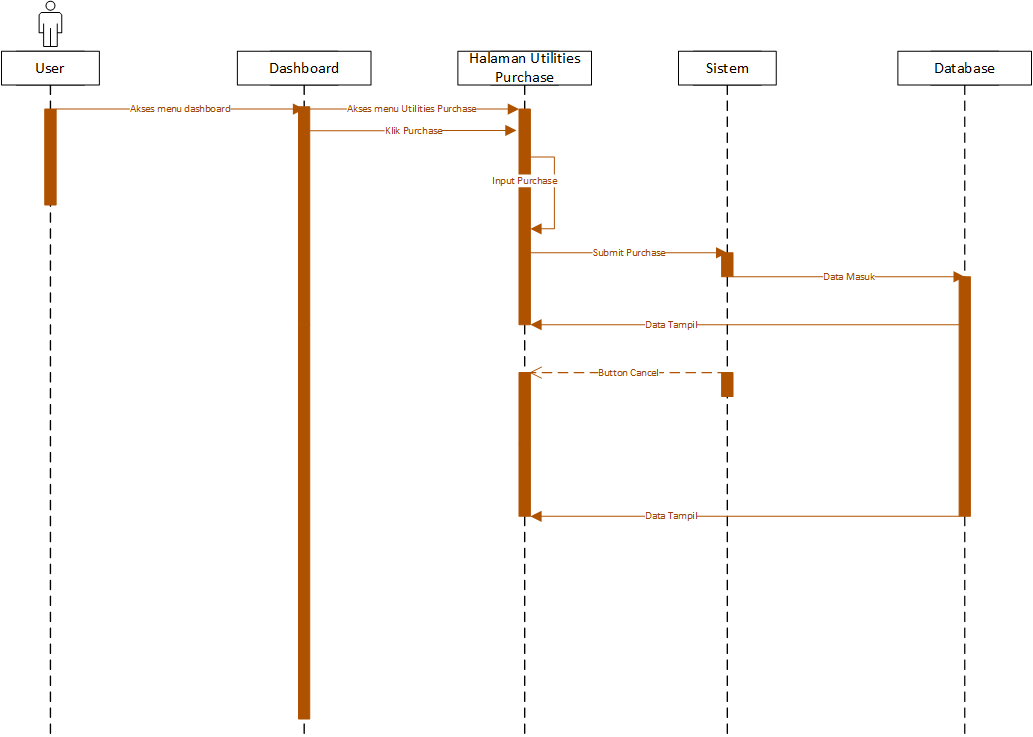 User
Dashboard
Halaman Utilities
Purchase
Sistem
Database
Akses menu dashboard
Akses menu Utilities Purchase
Klik Purchase
Input Purchase
Submit Purchase
Data Masuk
Data Tampil
Button Cancel
Data Tampil